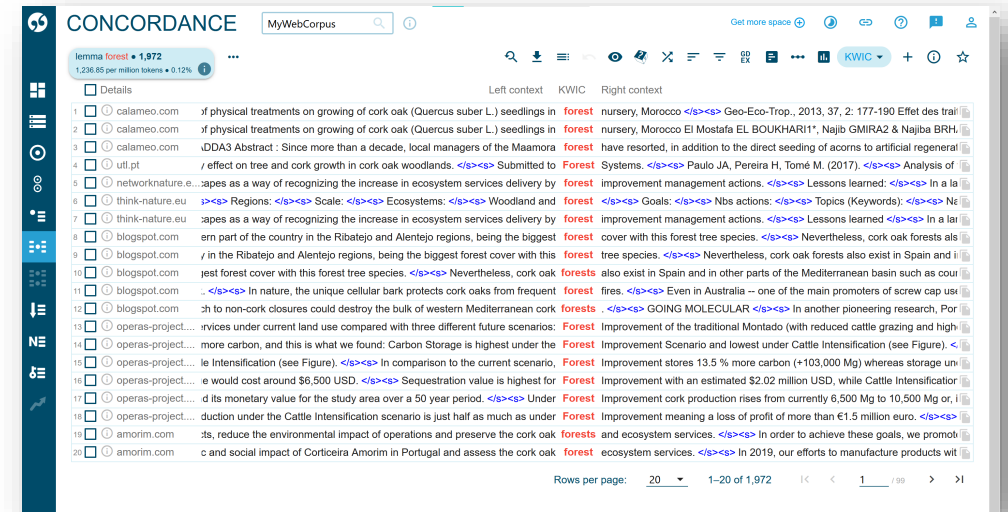 CONCORDANCE MyWebCorpus Get more space
lemma forest • 1,972
1,236.85 per million tokens • 0.12%
GD EX KWIC
Details Left context KWIC Right context
1 calameo.com of physical treatments on growing of cork oak (Quercus suber L.) seedlings in forest nursery, Morocco </s><s> Geo-Eco-Trop., 2013, 37, 2: 177-190 Effet des trai
2 calameo.com of physical treatments on growing of cork oak (Quercus suber L.) seedlings in forest nursery, Morocco El Mostafa EL BOUKHARI1*, Najib GMIRA2 & Najiba BRH
3 calameo.com ADDA3 Abstract : Since more than a decade, local managers of the Maamora forest have resorted, in addition to the direct seeding of acorns to artificial regenerat
4 utl.pt y effect on tree and cork growth in cork oak woodlands. </s><s> Submitted to Forest Systems. </s><s> Paulo JA, Pereira H, Tomé M. (2017). </s><s> Analysis of
5 networknature.e... capes as a way of recognizing the increase in ecosystem services delivery by forest improvement management actions. </s><s> Lessons learned: </s><s> In a la
6 think-nature.eu s><s> Regions: </s><s> Scale: </s><s> Ecosystems: </s><s> Woodland and forest </s><s> Goals: </s><s> Nbs actions: </s><s> Topics (Keywords): </s><s> Na
7 think-nature.eu capes as a way of recognizing the increase in ecosystem services delivery by forest improvement management actions. </s><s> Lessons learned </s><s> In a lar
8 blogspot.com ern part of the country in the Ribatejo and Alentejo regions, being the biggest forest cover with this forest tree species. </s><s> Nevertheless, cork oak forests als
9 blogspot.com y in the Ribatejo and Alentejo regions, being the biggest forest cover with this forest tree species. </s><s> Nevertheless, cork oak forests also exist in Spain and i
10 blogspot.com gest forest cover with this forest tree species. </s><s> Nevertheless, cork oak forests also exist in Spain and in other parts of the Mediterranean basin such as cour
11 blogspot.com . </s><s> In nature, the unique cellular bark protects cork oaks from frequent forest fires. </s><s> Even in Australia -- one of the main promoters of screw cap use
12 blogspot.com ch to non-cork closures could destroy the bulk of western Mediterranean cork forests . </s><s> GOING MOLECULAR </s><s> In another pioneering research, Por
13 operas-project.... ervices under current land use compared with three different future scenarios: Forest Improvement of the traditional Montado (with reduced cattle grazing and high
14 operas-project.... more carbon, and this is what we found: Carbon Storage is highest under the Forest Improvement Scenario and lowest under Cattle Intensification (see Figure). <
15 operas-project.... le Intensification (see Figure). </s><s> In comparison to the current scenario, Forest Improvement stores 13.5 % more carbon (+103,000 Mg) whereas storage un
16 operas-project.... e would cost around $6,500 USD. </s><s> Sequestration value is highest for Forest Improvement with an estimated $2.02 million USD, while Cattle Intensification
17 operas-project.... d its monetary value for the study area over a 50 year period. </s><s> Under Forest Improvement cork production rises from currently 6,500 Mg to 10,500 Mg or, i
18 operas-project.... duction under the Cattle Intensification scenario is just half as much as under Forest Improvement meaning a loss of profit of more than €1.5 million euro. </s><s>
19 amorim.com cts, reduce the environmental impact of operations and preserve the cork oak forests and ecosystem services. </s><s> In order to achieve these goals, we promot
20 amorim.com c and social impact of Corticeira Amorim in Portugal and assess the cork oak forest ecosystem services. </s><s> In 2019, our efforts to manufacture products wit
Rows per page: 20 1–20 of 1,972 1 / 99